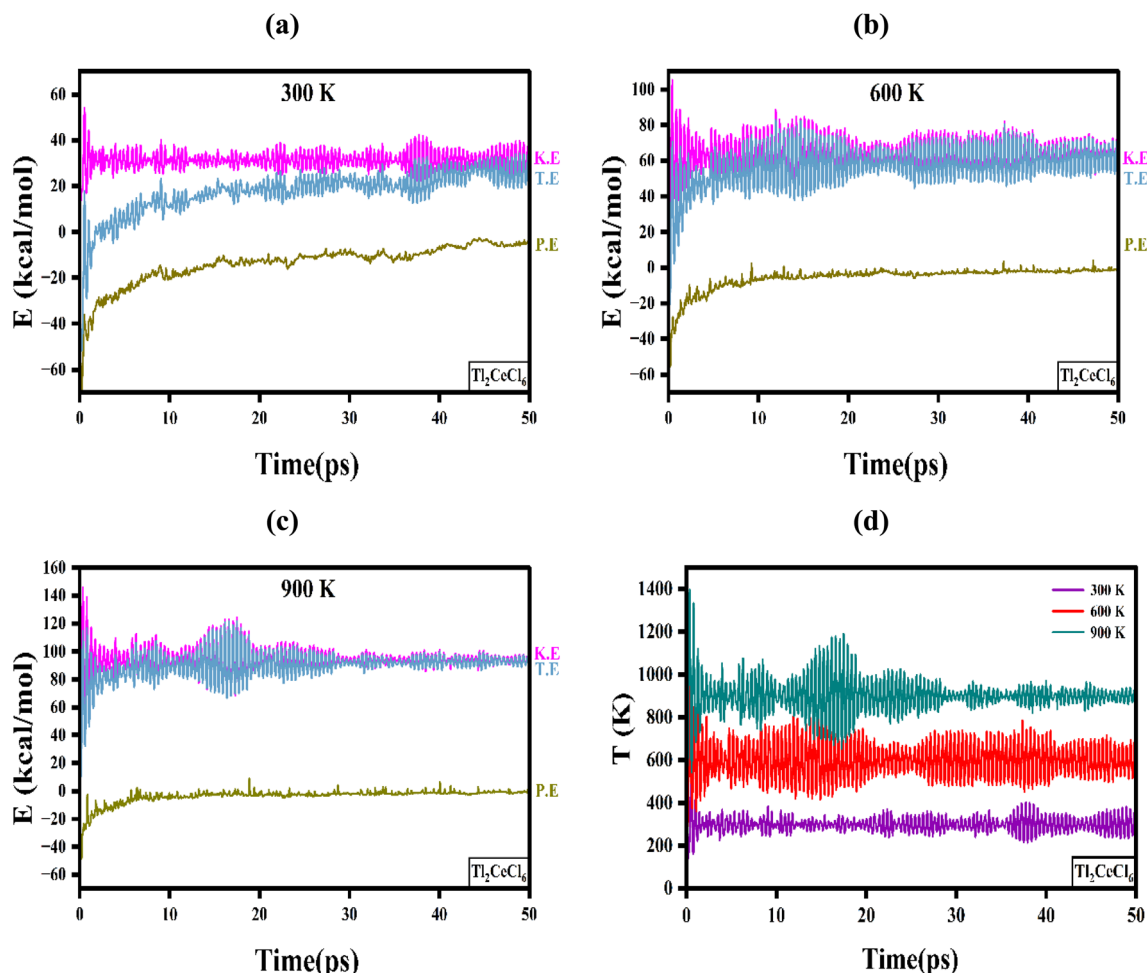 (a)
(b)
300 K
60
40
20
0
−20
−40
−60
E (kcal/mol)
K.E
T.E
P.E
Tl₂CeCl₆
0 10 20 30 40 50
Time(ps)
600 K
100
80
60
40
20
0
−20
−40
−60
E (kcal/mol)
K.E
T.E
P.E
Tl₂CeCl₆
0 10 20 30 40 50
Time(ps)
(c)
(d)
900 K
160
140
120
100
80
60
40
20
0
−20
−40
−60
E (kcal/mol)
K.E
T.E
P.E
Tl₂CeCl₆
0 10 20 30 40 50
Time(ps)
1400
1200
1000
800
600
400
200
0
T (K)
300 K
600 K
900 K
Tl₂CeCl₆
0 10 20 30 40 50
Time(ps)